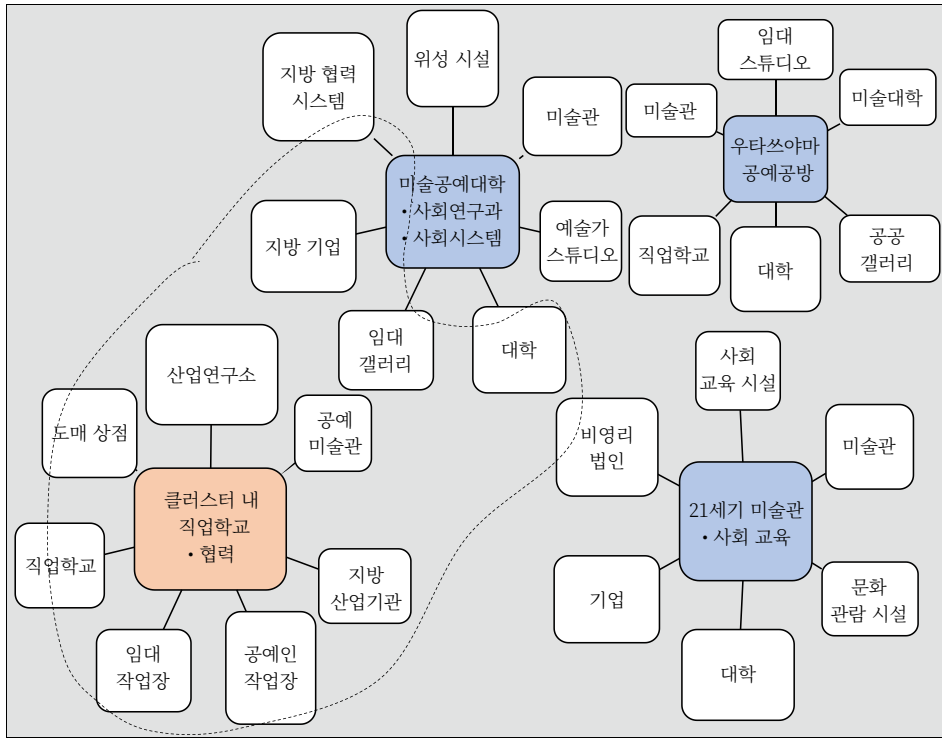 지방 협력
시스템
위성 시설
미술관
미술공예대학
• 사회연구과
• 사회시스템
지방 기업
예술가
스튜디오
임대
갤러리
대학
임대
스튜디오
미술관
미술대학
우타쓰야마
공예공방
직업학교
대학
공공
갤러리
산업연구소
도매 상점
공예
미술관
클러스터 내
직업학교
• 협력
직업학교
지방
산업기관
임대
작업장
공예인
작업장
사회
교육 시설
비영리
법인
미술관
21세기 미술관
• 사회 교육
기업
문화
관람 시설
대학